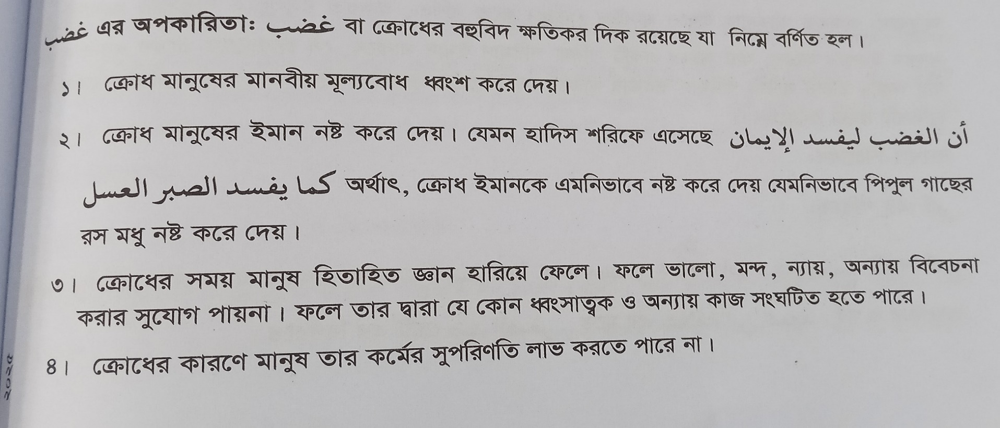 غضب এর অপকারিতা: غضب বা ক্রোধের বহুবিদ ক্ষতিকর দিক রয়েছে যা নিম্নে বর্ণিত হল।
১। ক্রোধ মানুষের মানবীয় মূল্যবোধ ধ্বংশ করে দেয়।
২। ক্রোধ মানুষের ইমান নষ্ট করে দেয়। যেমন হাদিস শরিফে এসেছে أن الغضب ليفسد الإيمان
كما يفسد الصبر العسل অর্থাৎ, ক্রোধ ইমানকে এমনিভাবে নষ্ট করে দেয় যেমনিভাবে পিপুল গাছের
রস মধু নষ্ট করে দেয়।
৩। ক্রোধের সময় মানুষ হিতাহিত জ্ঞান হারিয়ে ফেলে। ফলে ভালো, মন্দ, ন্যায়, অন্যায় বিবেচনা
করার সুযোগ পায়না। ফলে তার দ্বারা যে কোন ধ্বংসাত্বক ও অন্যায় কাজ সংঘটিত হতে পারে।
৪। ক্রোধের কারণে মানুষ তার কর্মের সুপরিণতি লাভ করতে পারে না।